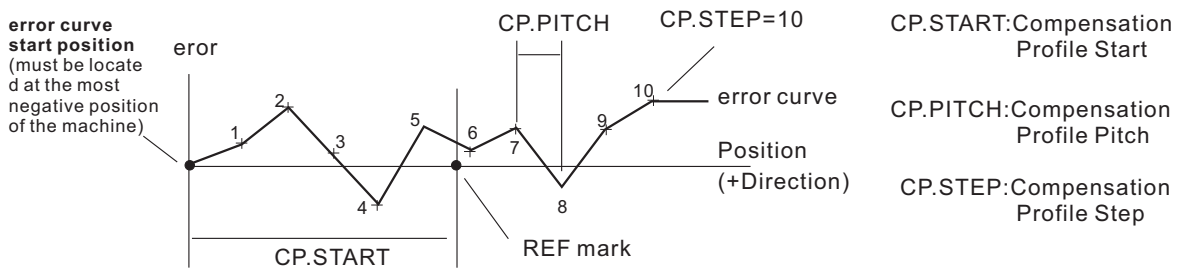 error curve
start position
(must be locate
d at the most
negative position
of the machine)
eror
CP.PITCH
CP.STEP=10
1
2
3
4
5
6
7
8
9
10
error curve
Position
(+Direction)
CP.START
REF mark
CP.START:Compensation
Profile Start
CP.PITCH:Compensation
Profile Pitch
CP.STEP:Compensation
Profile Step